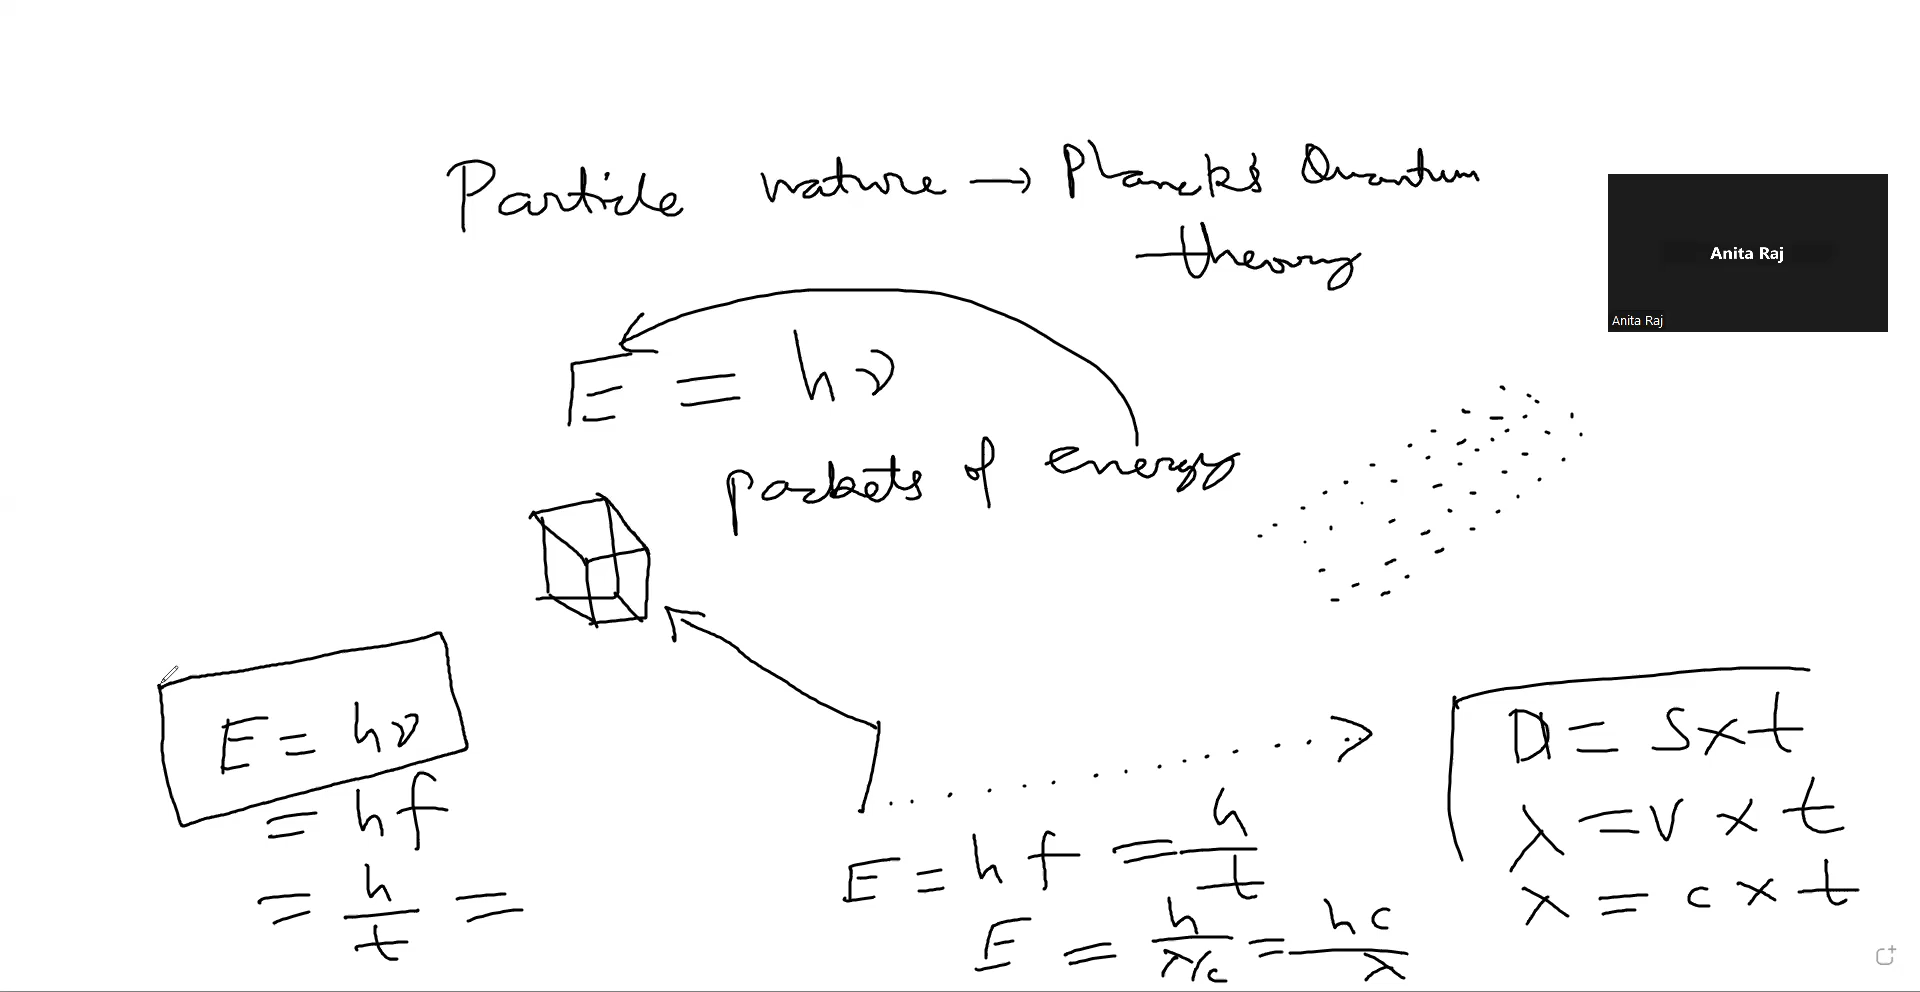 Particle nature → Planck's Quantum
theory
Anita Raj
Anita Raj
E = hν
packets of energy
E = hν
= hf
= h/t =
E = hf = h/t
E = h/λ/c = hc/λ
D = s × t
λ = v × t
λ = c × t